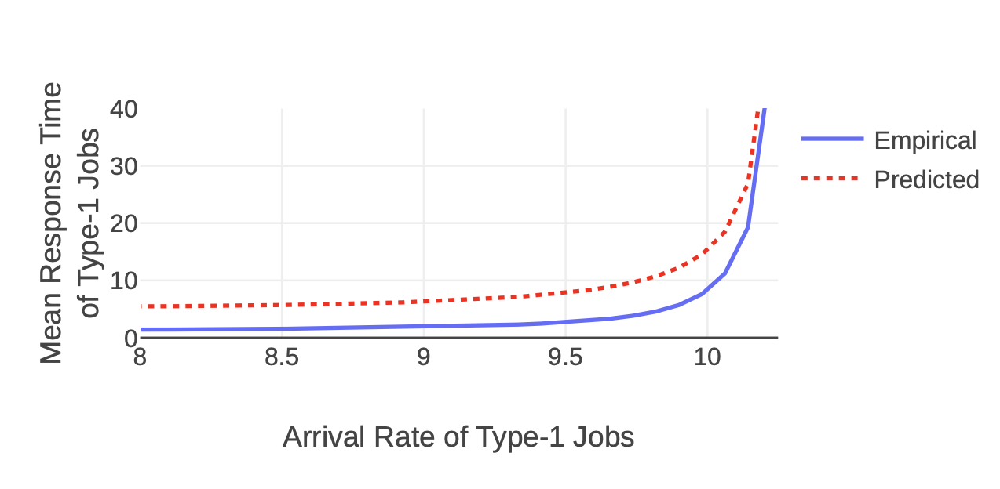 Mean Response Time
of Type-1 Jobs
40
30
20
10
0
8
8.5
9
9.5
10
Arrival Rate of Type-1 Jobs
Empirical
Predicted